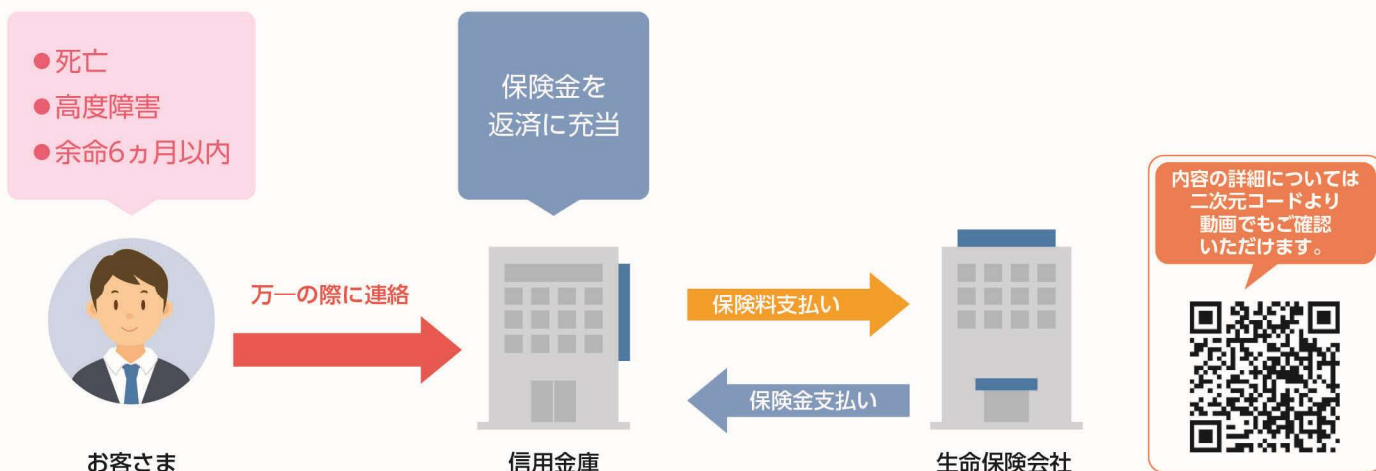 ●死亡
●高度障害
●余命6ヵ月以内
保険金を
返済に充当
内容の詳細については
二次元コードより
動画でもご確認
いただけます。
万一の際に連絡
保険料支払い
保険金支払い
お客さま
信用金庫
生命保険会社